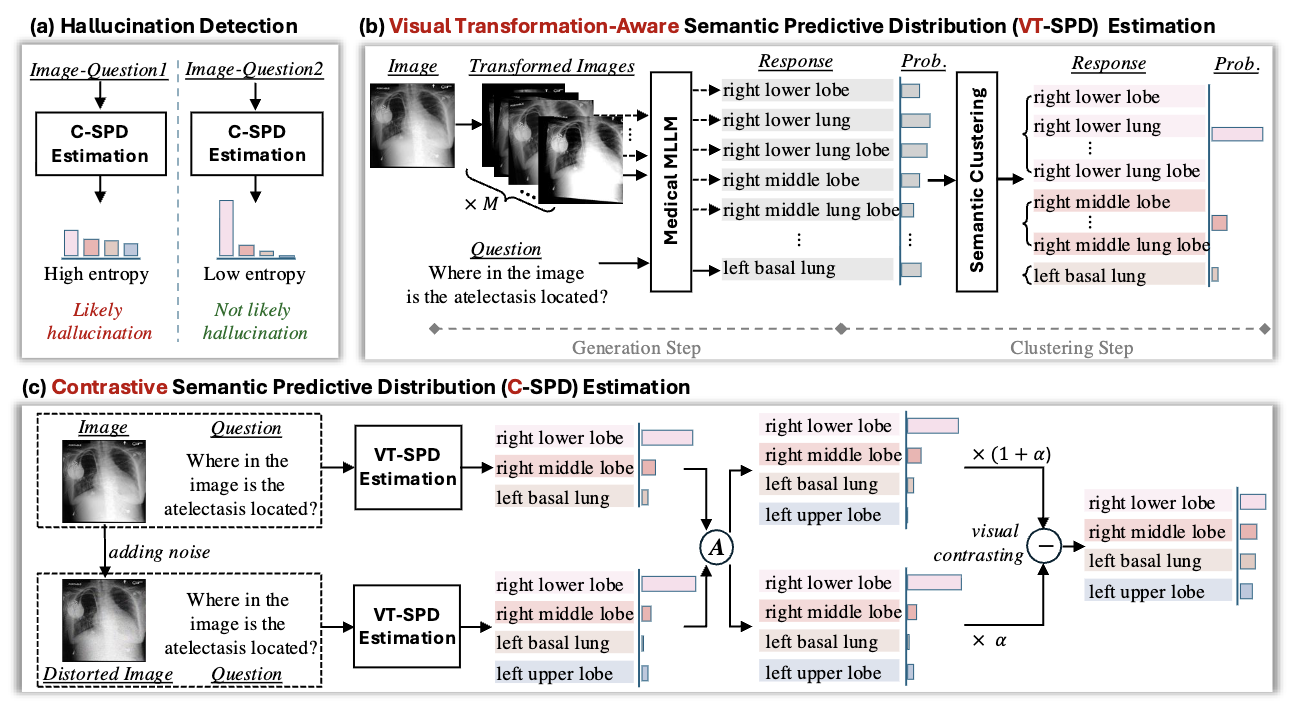 (a) Hallucination Detection
Image-Question1
Image-Question2
C-SPD
Estimation
C-SPD
Estimation
High entropy
Low entropy
Likely
hallucination
Not likely
hallucination
(b) Visual Transformation-Aware Semantic Predictive Distribution (VT-SPD) Estimation
Image
Transformed Images
× M
Question
Where in the image
is the atelectasis located?
Medical MLLM
Response
Prob.
right lower lobe
right lower lung
right lower lung lobe
right middle lobe
right middle lung lobe
left basal lung
Semantic Clustering
Response
Prob.
right lower lobe
right lower lung
right lower lung lobe
right middle lobe
right middle lung lobe
left basal lung
Generation Step
Clustering Step
(c) Contrastive Semantic Predictive Distribution (C-SPD) Estimation
Image
Question
Where in the
image is the
atelectasis located?
adding noise
Where in the
image is the
atelectasis located?
Distorted Image
Question
VT-SPD
Estimation
VT-SPD
Estimation
right lower lobe
right middle lobe
left basal lung
right lower lobe
right middle lobe
left basal lung
left upper lobe
A
right lower lobe
right middle lobe
left basal lung
left upper lobe
right lower lobe
right middle lobe
left basal lung
left upper lobe
× (1 + α)
visual
contrasting
−
× α
right lower lobe
right middle lobe
left basal lung
left upper lobe